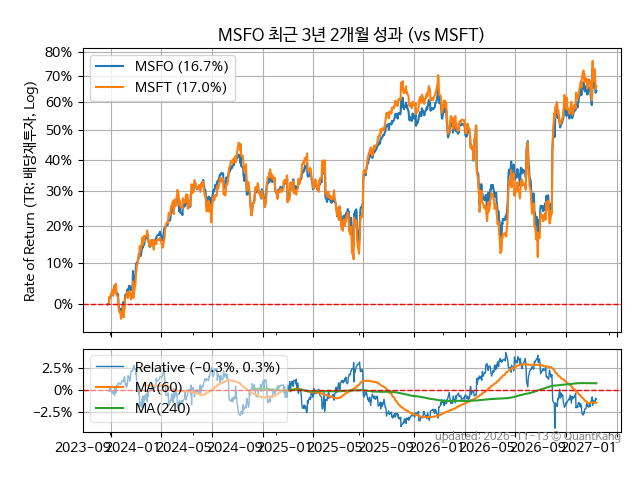 MSFO 최근 3년 2개월 성과 (vs MSFT)
80%
70%
60%
50%
40%
30%
20%
10%
0%
Rate of Return (TR: 배당재투자, Log)
MSFO (16.7%)
MSFT (17.0%)
2.5%
0%
−2.5%
Relative (−0.3%, 0.3%)
MA(60)
MA(240)
2023−09 2024−01 2024−05 2024−09 2025−01 2025−05 2025−09 2026−01 2026−05 2026−09 2027−01
updated: 2026−11−13 © QuantKang